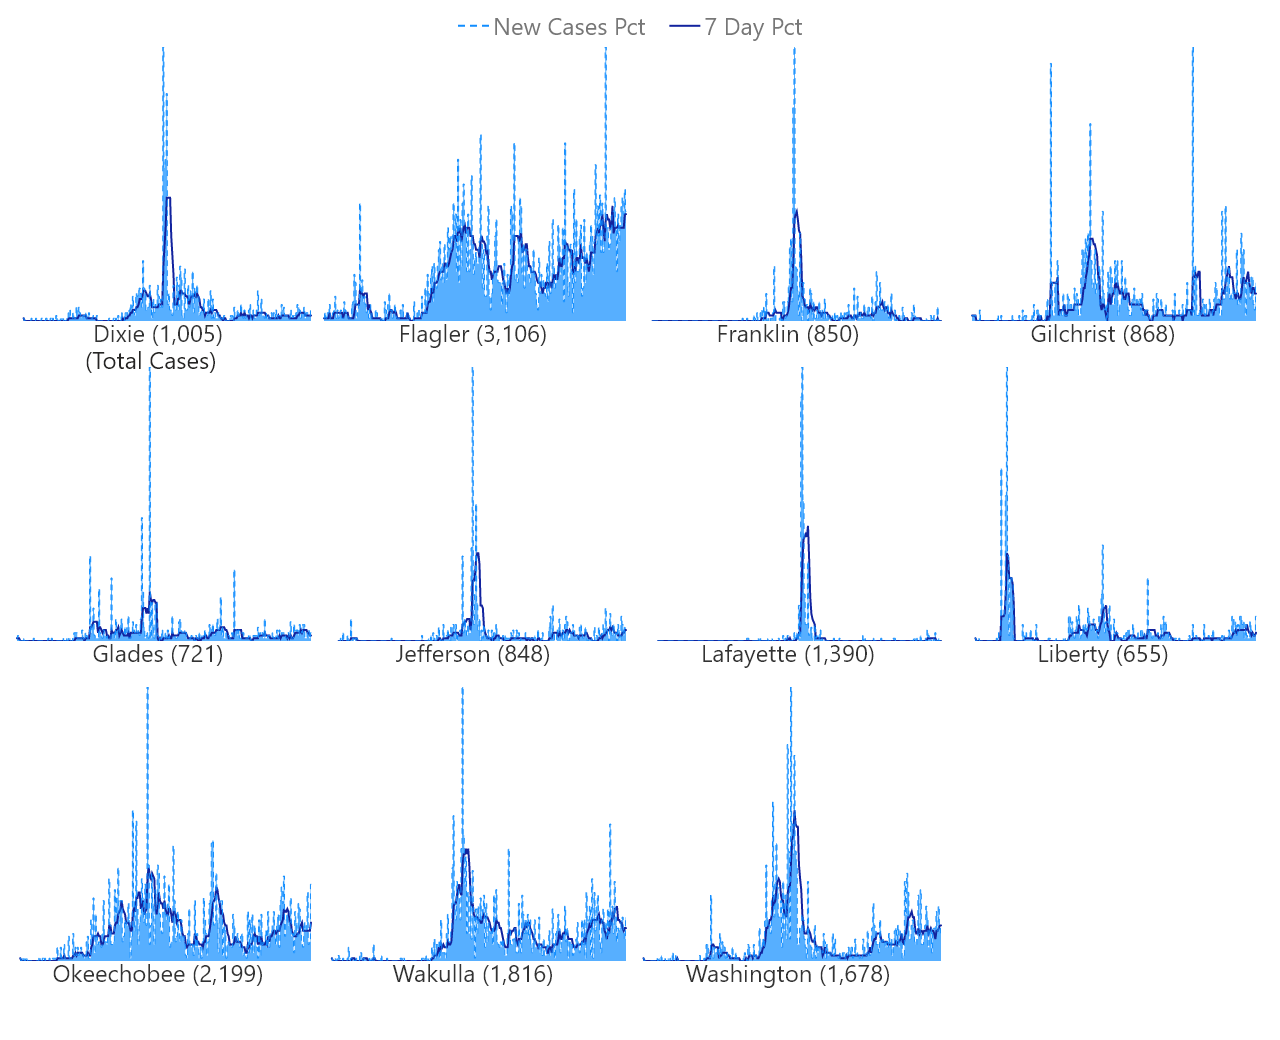 New Cases Pct 7 Day Pct
Dixie (1,005) Flagler (3,106) Franklin (850) Gilchrist (868)
(Total Cases)
Glades (721) Jefferson (848) Lafayette (1,390) Liberty (655)
Okeechobee (2,199) Wakulla (1,816) Washington (1,678)